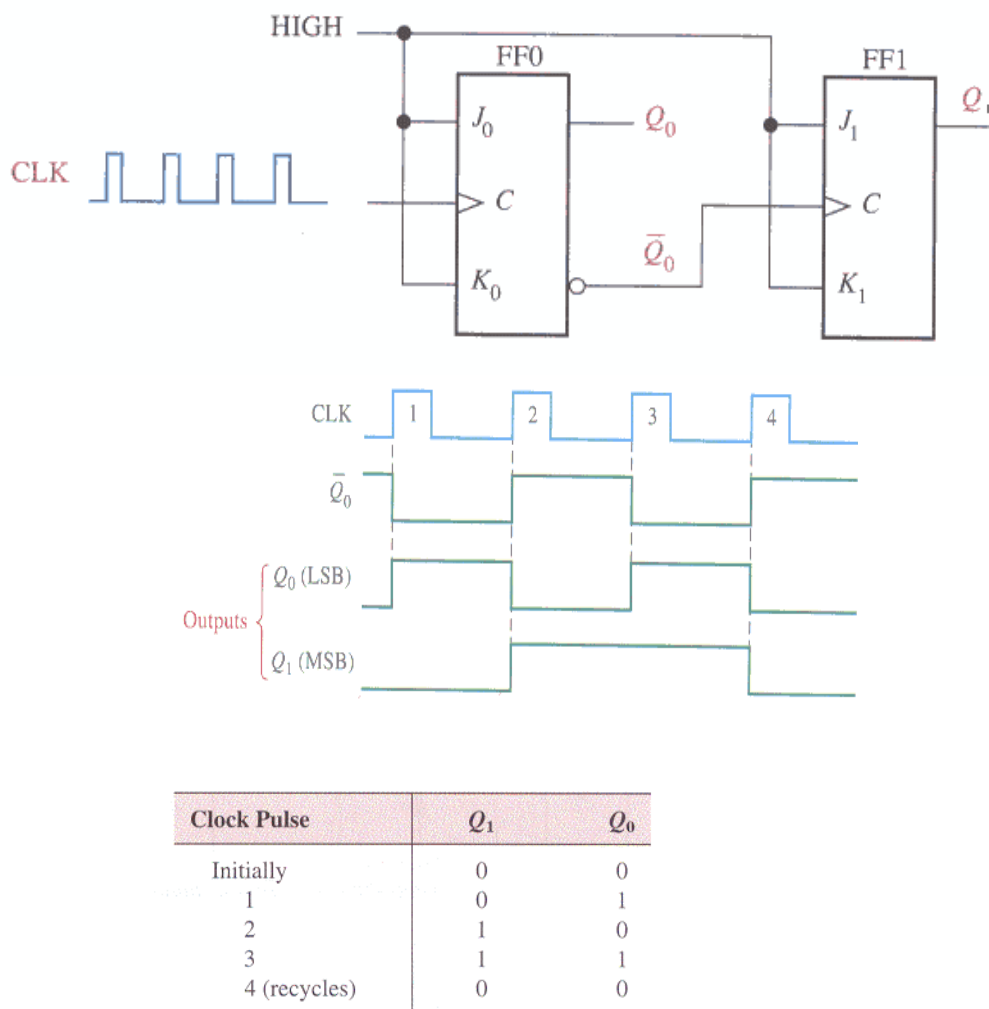 HIGH
FF0
FF1
J₀
Q₀
J₁
Q₁
CLK
C
C
Q̅₀
K₀
K₁
CLK
1
2
3
4
Q̅₀
Q₀ (LSB)
Outputs
Q₁ (MSB)
Clock Pulse Q₁ Q₀
Initially 0 0
1 0 1
2 1 0
3 1 1
4 (recycles) 0 0